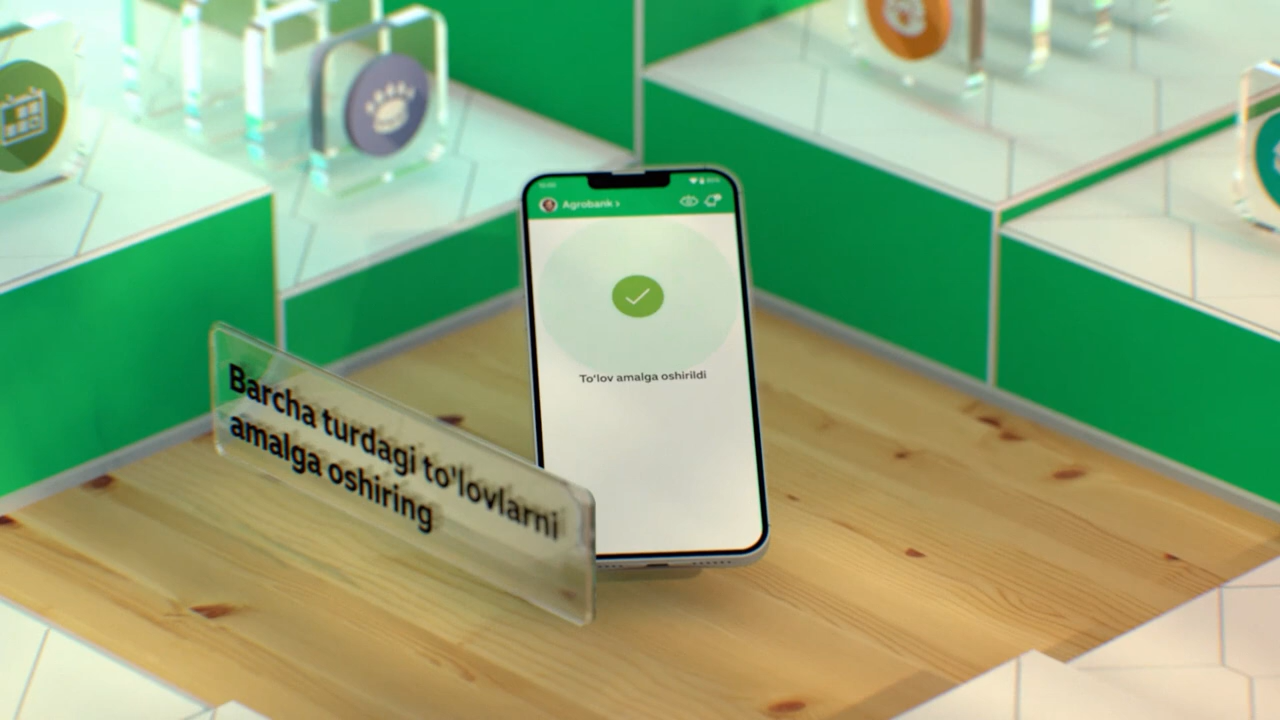 Agrobank ›
To'lov amalga oshirildi
Barcha turdagi to'lovlarni
amalga oshiring